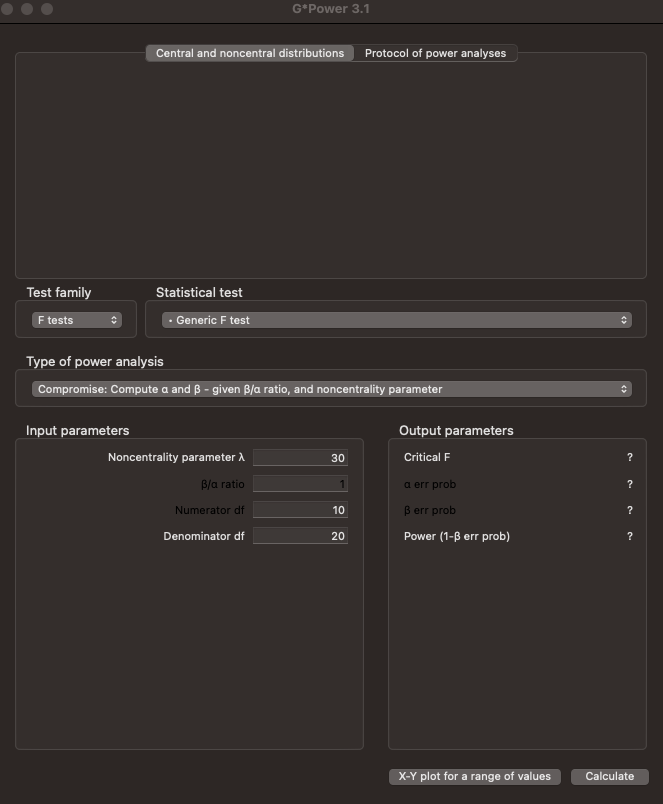 G*Power 3.1
Central and noncentral distributions Protocol of power analyses
Test family Statistical test
F tests - Generic F test
Type of power analysis
Compromise: Compute α and β - given β/α ratio, and noncentrality parameter
Input parameters Output parameters
Noncentrality parameter λ 30 Critical F ?
β/α ratio 1 α err prob ?
Numerator df 10 β err prob ?
Denominator df 20 Power (1-β err prob) ?
X-Y plot for a range of values Calculate